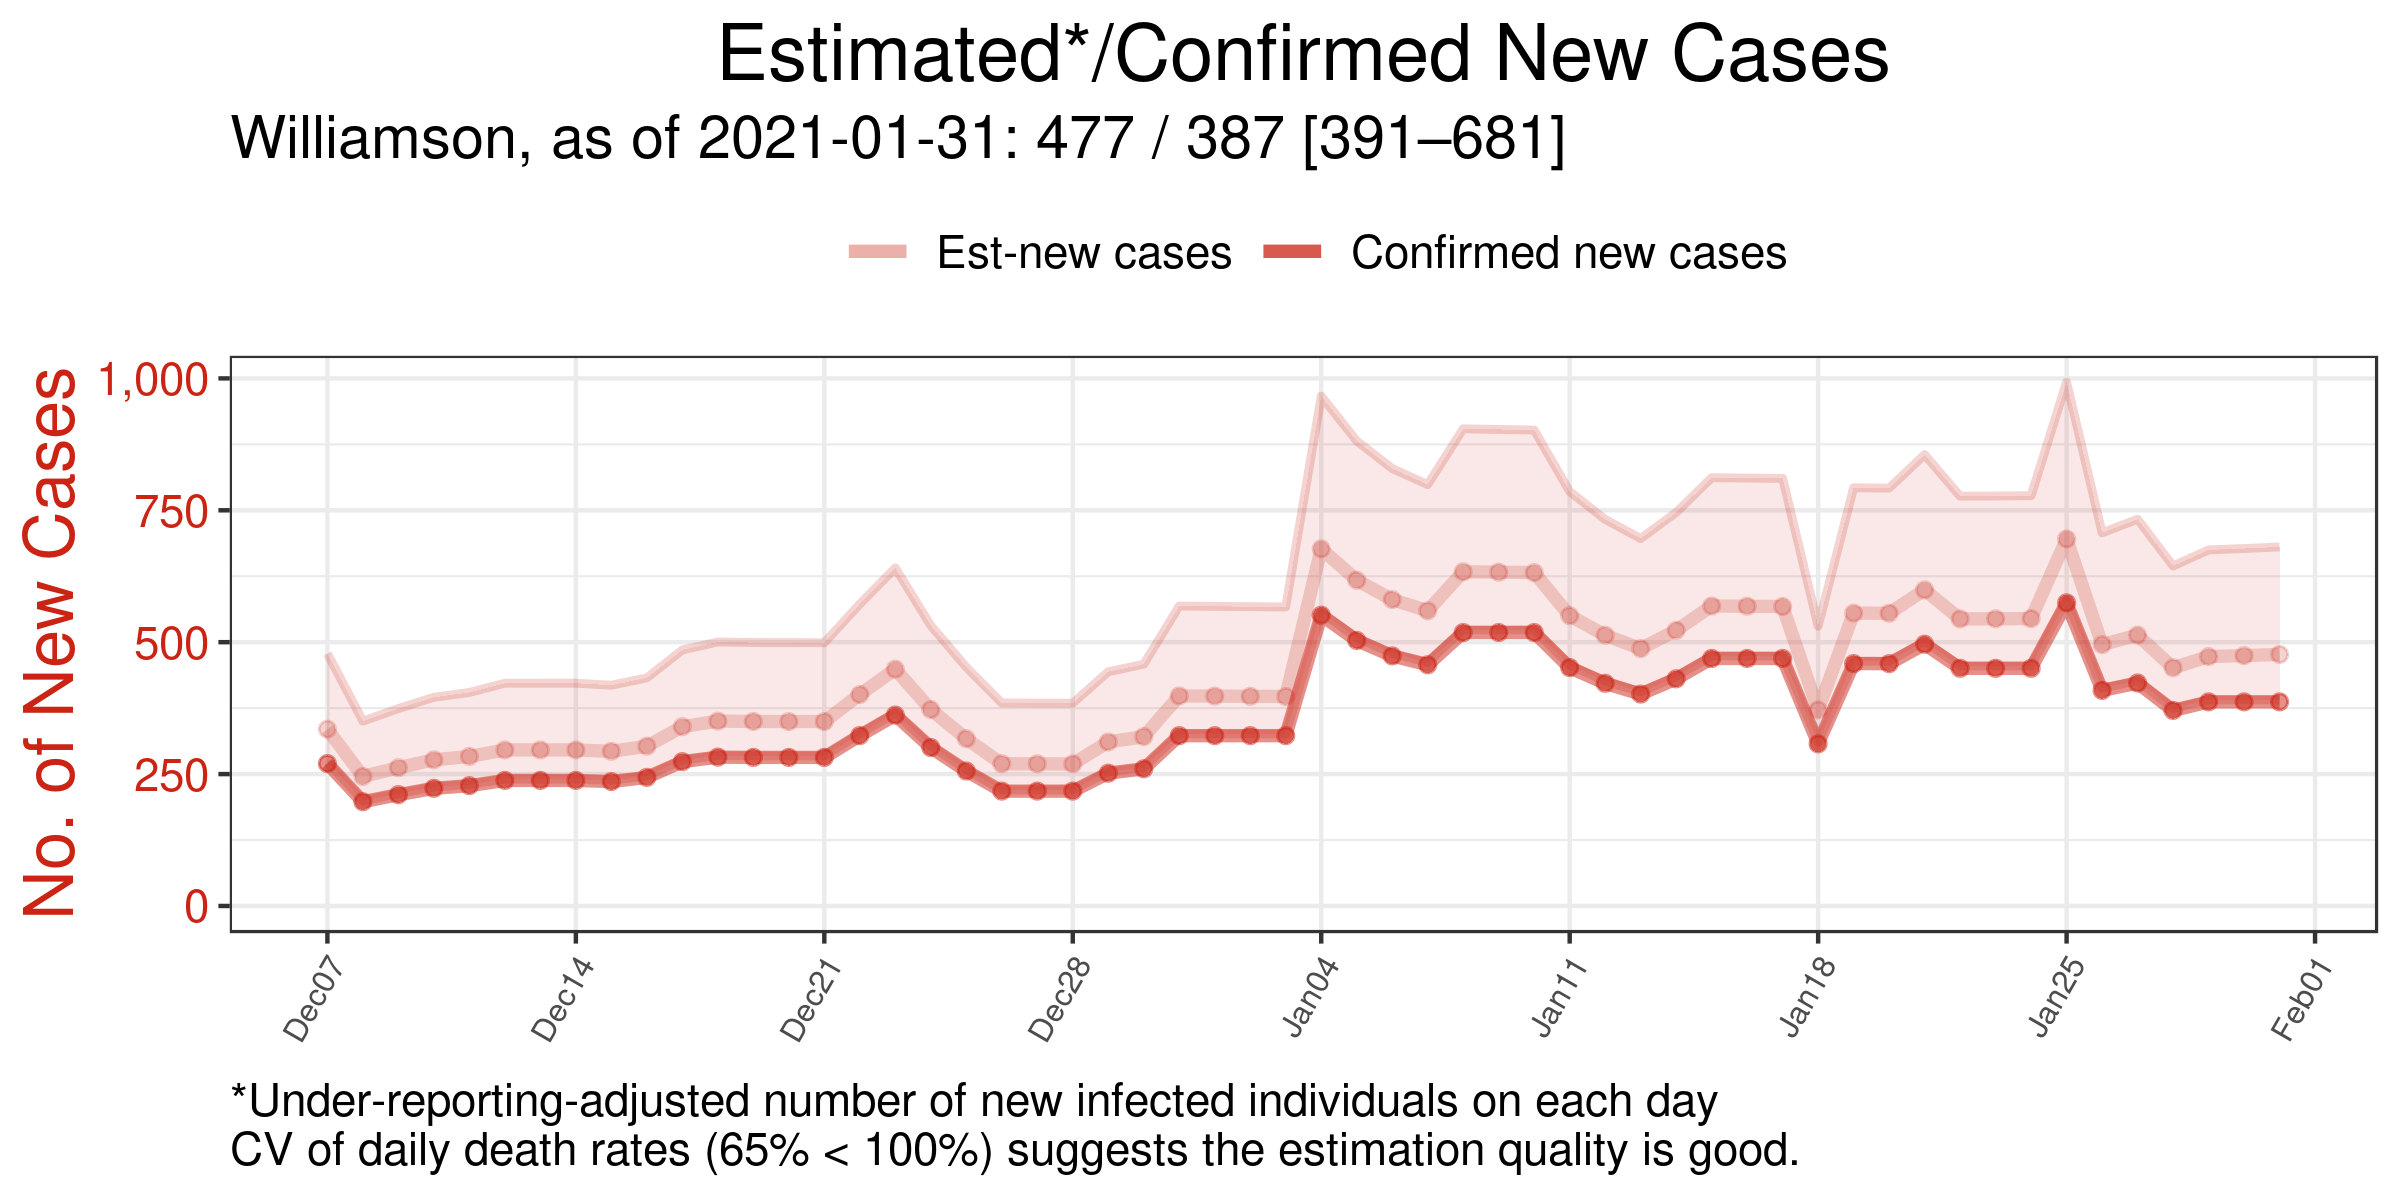 Estimated*/Confirmed New Cases
Williamson, as of 2021-01-31: 477 / 387 [391–681]
Est-new cases
Confirmed new cases
No. of New Cases
1,000
750
500
250
0
Dec07
Dec14
Dec21
Dec28
Jan04
Jan11
Jan18
Jan25
Feb01
*Under-reporting-adjusted number of new infected individuals on each day
CV of daily death rates (65% < 100%) suggests the estimation quality is good.